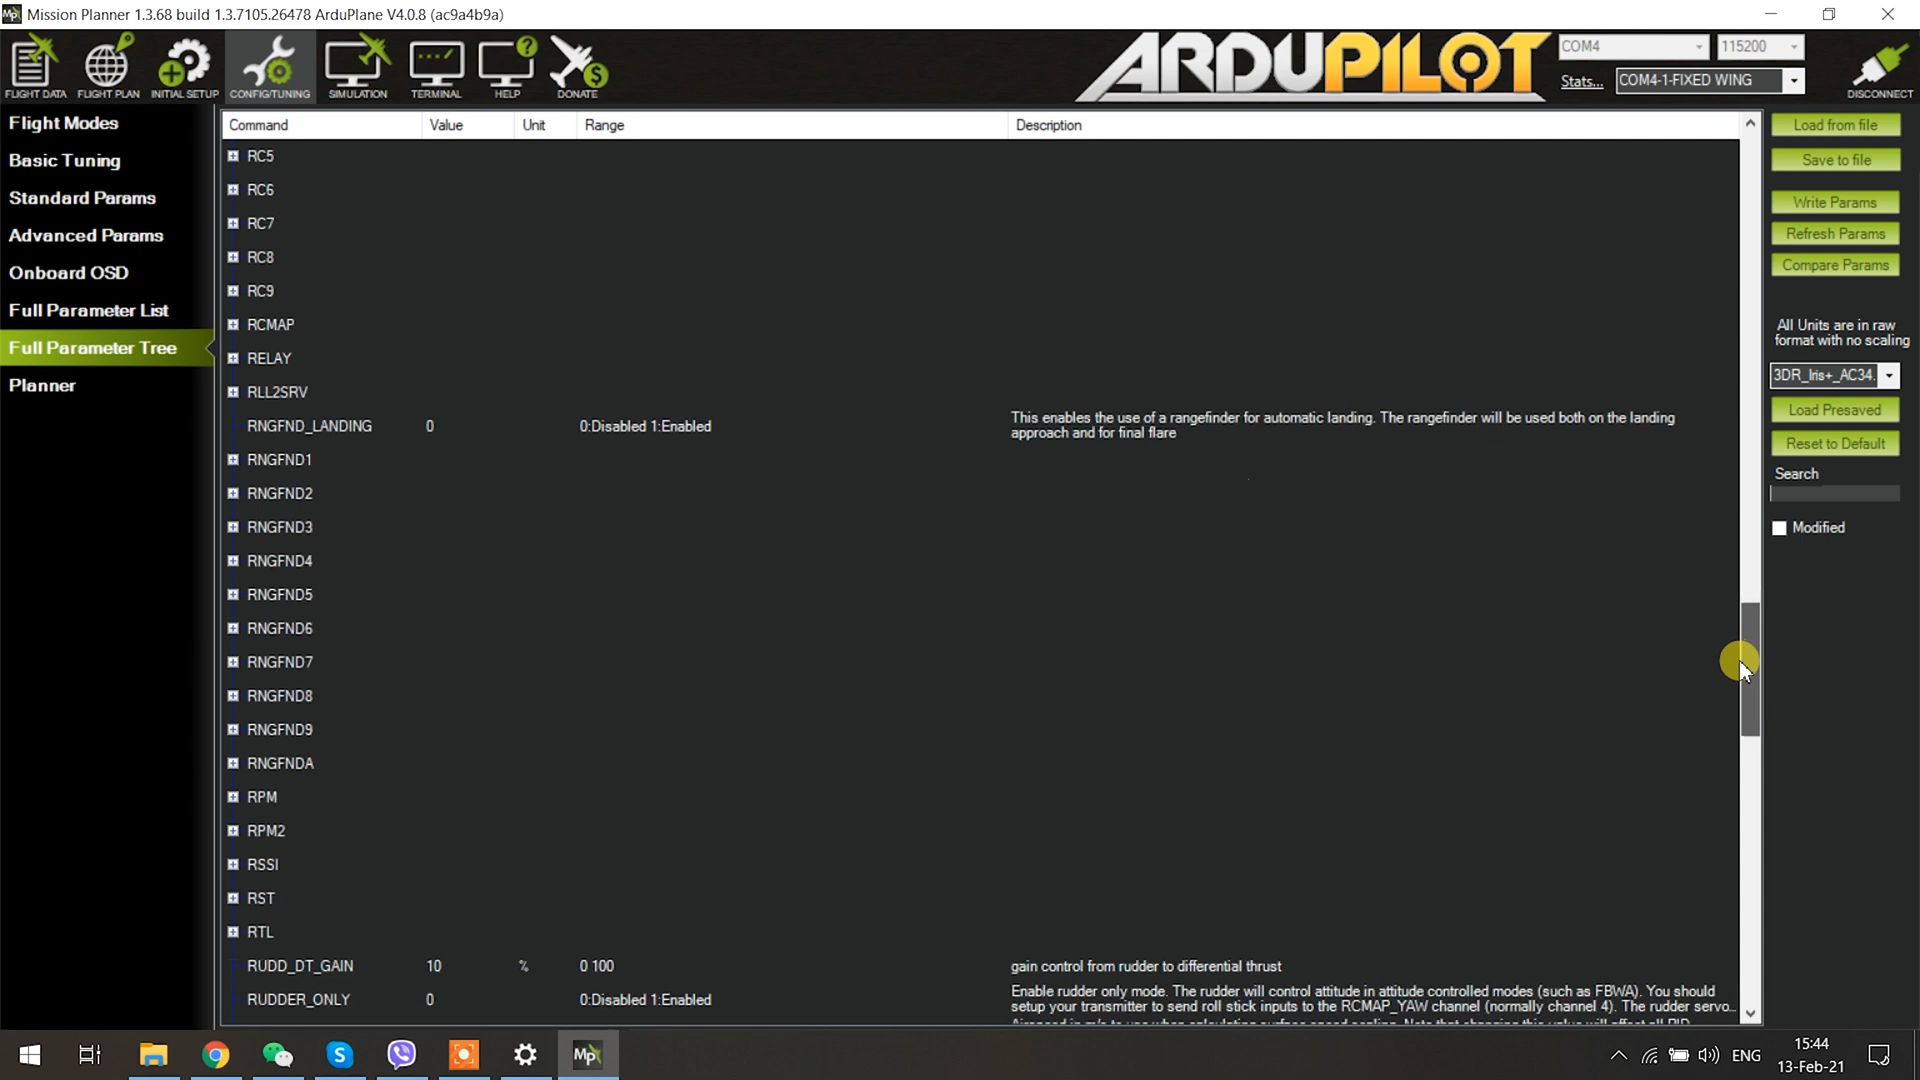 Mission Planner 1.3.68 build 1.3.7105.26478 ArduPlane V4.0.8 (ac9a4b9a)
FLIGHT DATA
FLIGHT PLAN
INITIAL SETUP
CONFIG/TUNING
SIMULATION
TERMINAL
HELP
DONATE
ARDUPILOT
COM4
115200
Stats...
COM4-1-FIXED WING
DISCONNECT
Flight Modes
Basic Tuning
Standard Params
Advanced Params
Onboard OSD
Full Parameter List
Full Parameter Tree
Planner
Command Value Unit Range Description
RC5
RC6
RC7
RC8
RC9
RCMAP
RELAY
RLL2SRV
RNGFND_LANDING 0 0:Disabled 1:Enabled This enables the use of a rangefinder for automatic landing. The rangefinder will be used both on the landing
approach and for final flare
RNGFND1
RNGFND2
RNGFND3
RNGFND4
RNGFND5
RNGFND6
RNGFND7
RNGFND8
RNGFND9
RNGFNDA
RPM
RPM2
RSSI
RST
RTL
RUDD_DT_GAIN 10 % 0 100 gain control from rudder to differential thrust
RUDDER_ONLY 0 0:Disabled 1:Enabled Enable rudder only mode. The rudder will control attitude in attitude controlled modes (such as FBWA). You should
setup your transmitter to send roll stick inputs to the RCMAP_YAW channel (normally channel 4). The rudder servo...
Load from file
Save to file
Write Params
Refresh Params
Compare Params
All Units are in raw
format with no scaling
3DR_Iris+_AC34.
Load Presaved
Reset to Default
Search
Modified
Mp
ENG
15:44
13-Feb-21